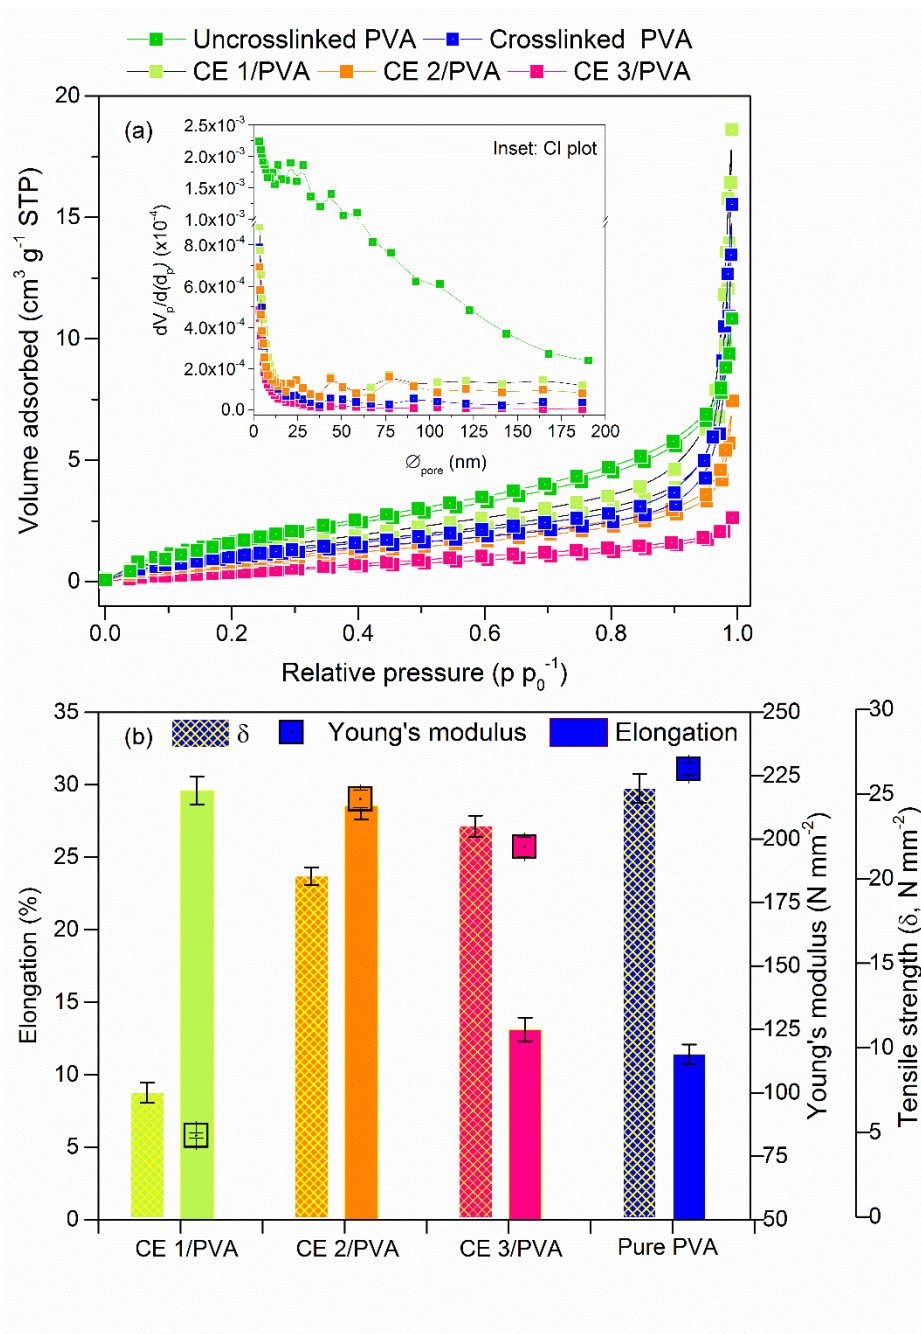 Uncrosslinked PVA Crosslinked PVA
CE 1/PVA CE 2/PVA CE 3/PVA
(a)
Inset: CI plot
Volume adsorbed (cm³ g⁻¹ STP)
20
15
10
5
0
0.0 0.2 0.4 0.6 0.8 1.0
Relative pressure (p p₀⁻¹)
dVₚ/d(dₚ) (x10⁻⁴)
2.5x10⁻³
2.0x10⁻³
1.5x10⁻³
1.0x10⁻³
8.0x10⁻⁴
6.0x10⁻⁴
4.0x10⁻⁴
2.0x10⁻⁴
0.0
0 25 50 75 100 125 150 175 200
∅pore (nm)
(b) δ Young's modulus Elongation
Elongation (%)
35
30
25
20
15
10
5
0
CE 1/PVA CE 2/PVA CE 3/PVA Pure PVA
250
225
200
175
150
125
100
75
50
Young's modulus (N mm⁻²)
30
25
20
15
10
5
0
Tensile strength (δ, N mm⁻²)